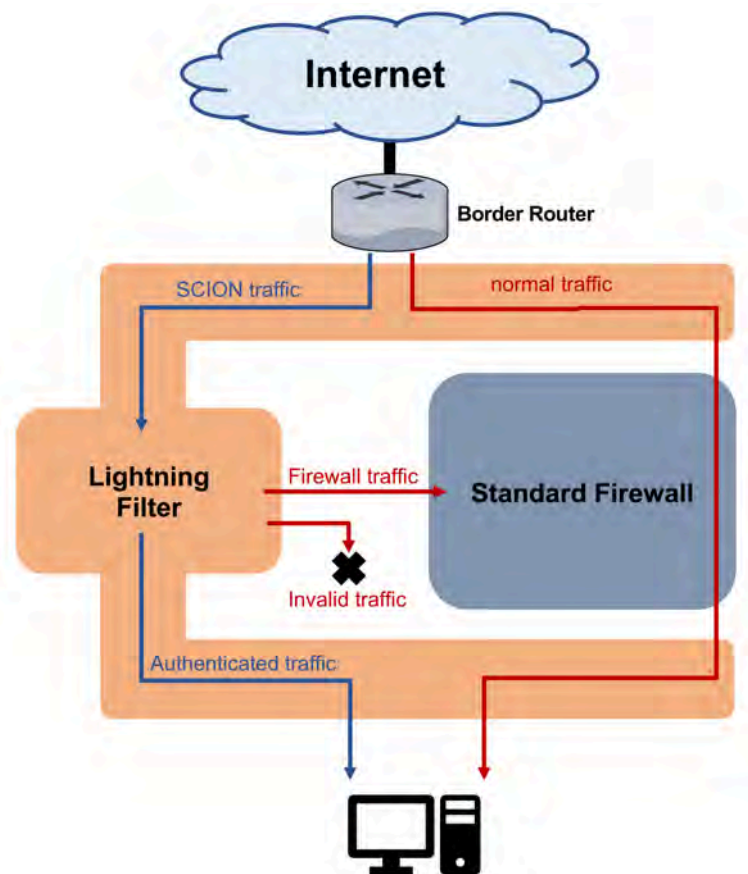 Internet
Border Router
SCION traffic
normal traffic
Lightning
Filter
Firewall traffic
Standard Firewall
Invalid traffic
Authenticated traffic